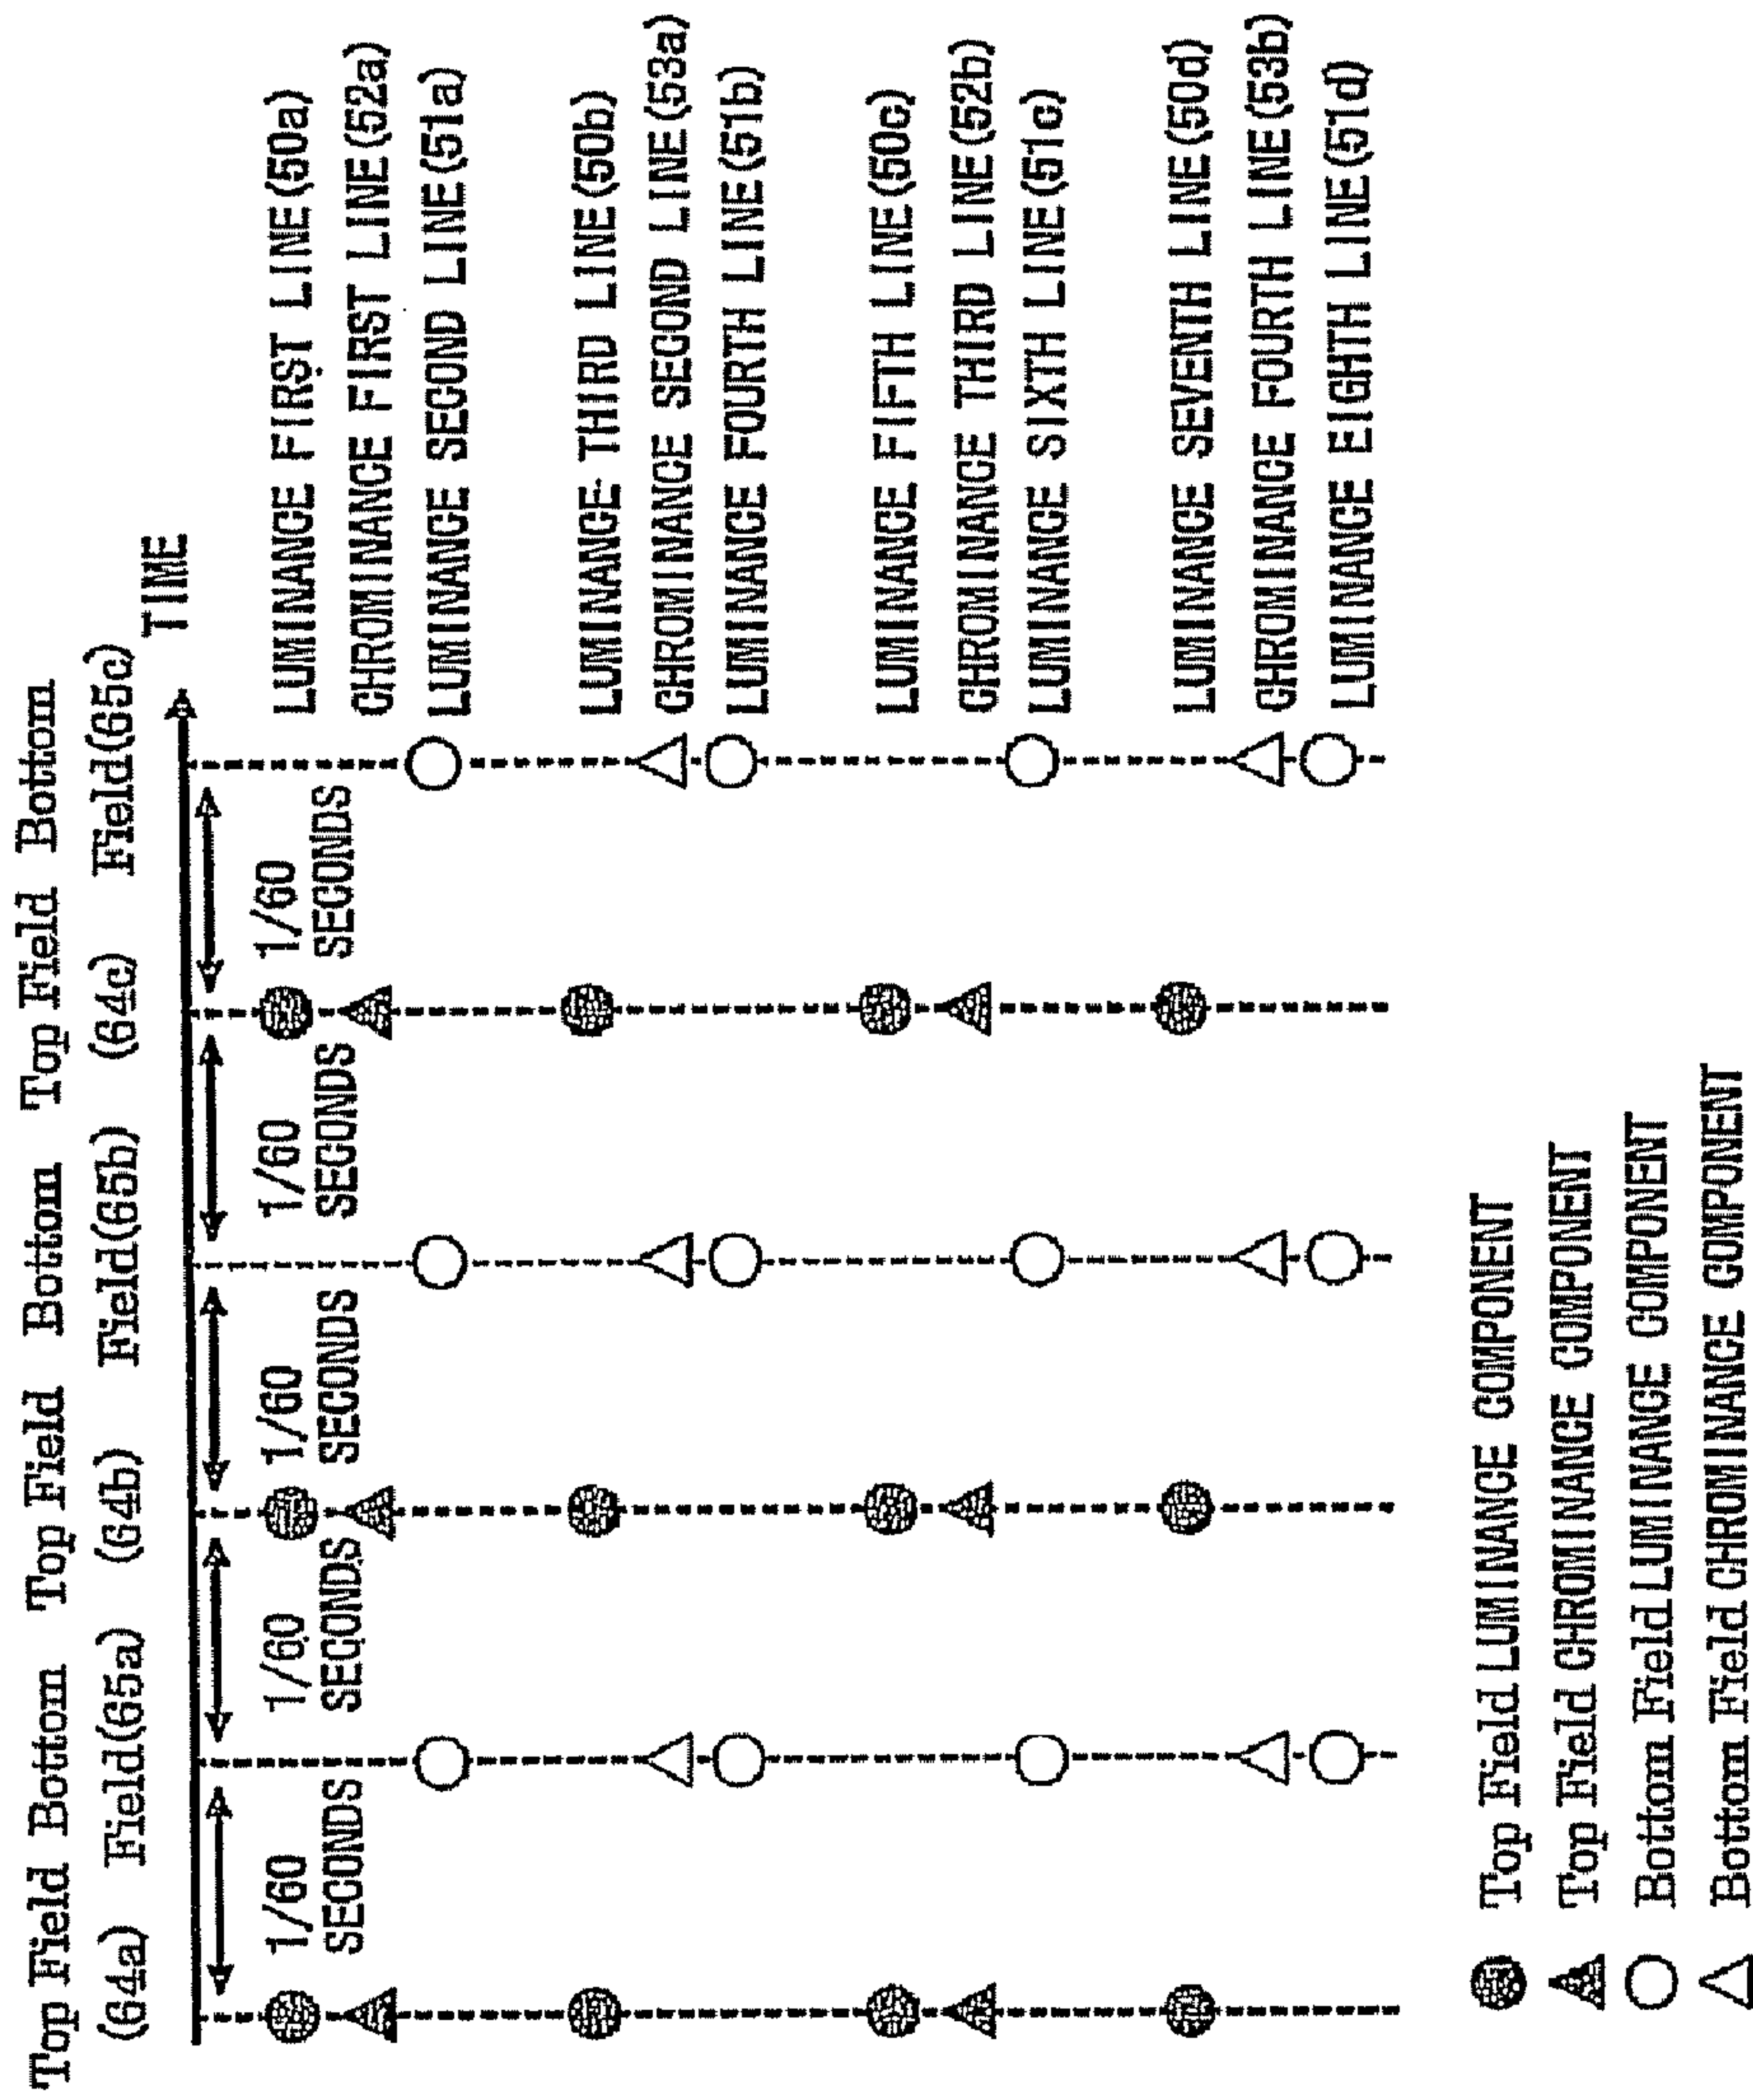 Top Field Bottom Top Field Bottom Top Field Bottom
(64a) Field(65a) (64b) Field(65b) (64c) Field(65c)
TIME
1/60 1/60 1/60 1/60 1/60
SECONDS SECONDS SECONDS SECONDS SECONDS
LUMINANCE FIRST LINE(50a)
CHROMINANCE FIRST LINE(52a)
LUMINANCE SECOND LINE(51a)
LUMINANCE THIRD LINE(50b)
CHROMINANCE SECOND LINE(53a)
LUMINANCE FOURTH LINE(51b)
LUMINANCE FIFTH LINE(50c)
CHROMINANCE THIRD LINE(52b)
LUMINANCE SIXTH LINE(51c)
LUMINANCE SEVENTH LINE(50d)
CHROMINANCE FOURTH LINE(53b)
LUMINANCE EIGHTH LINE(51d)
Top Field LUMINANCE COMPONENT
Top Field CHROMINANCE COMPONENT
Bottom Field LUMINANCE COMPONENT
Bottom Field CHROMINANCE COMPONENT